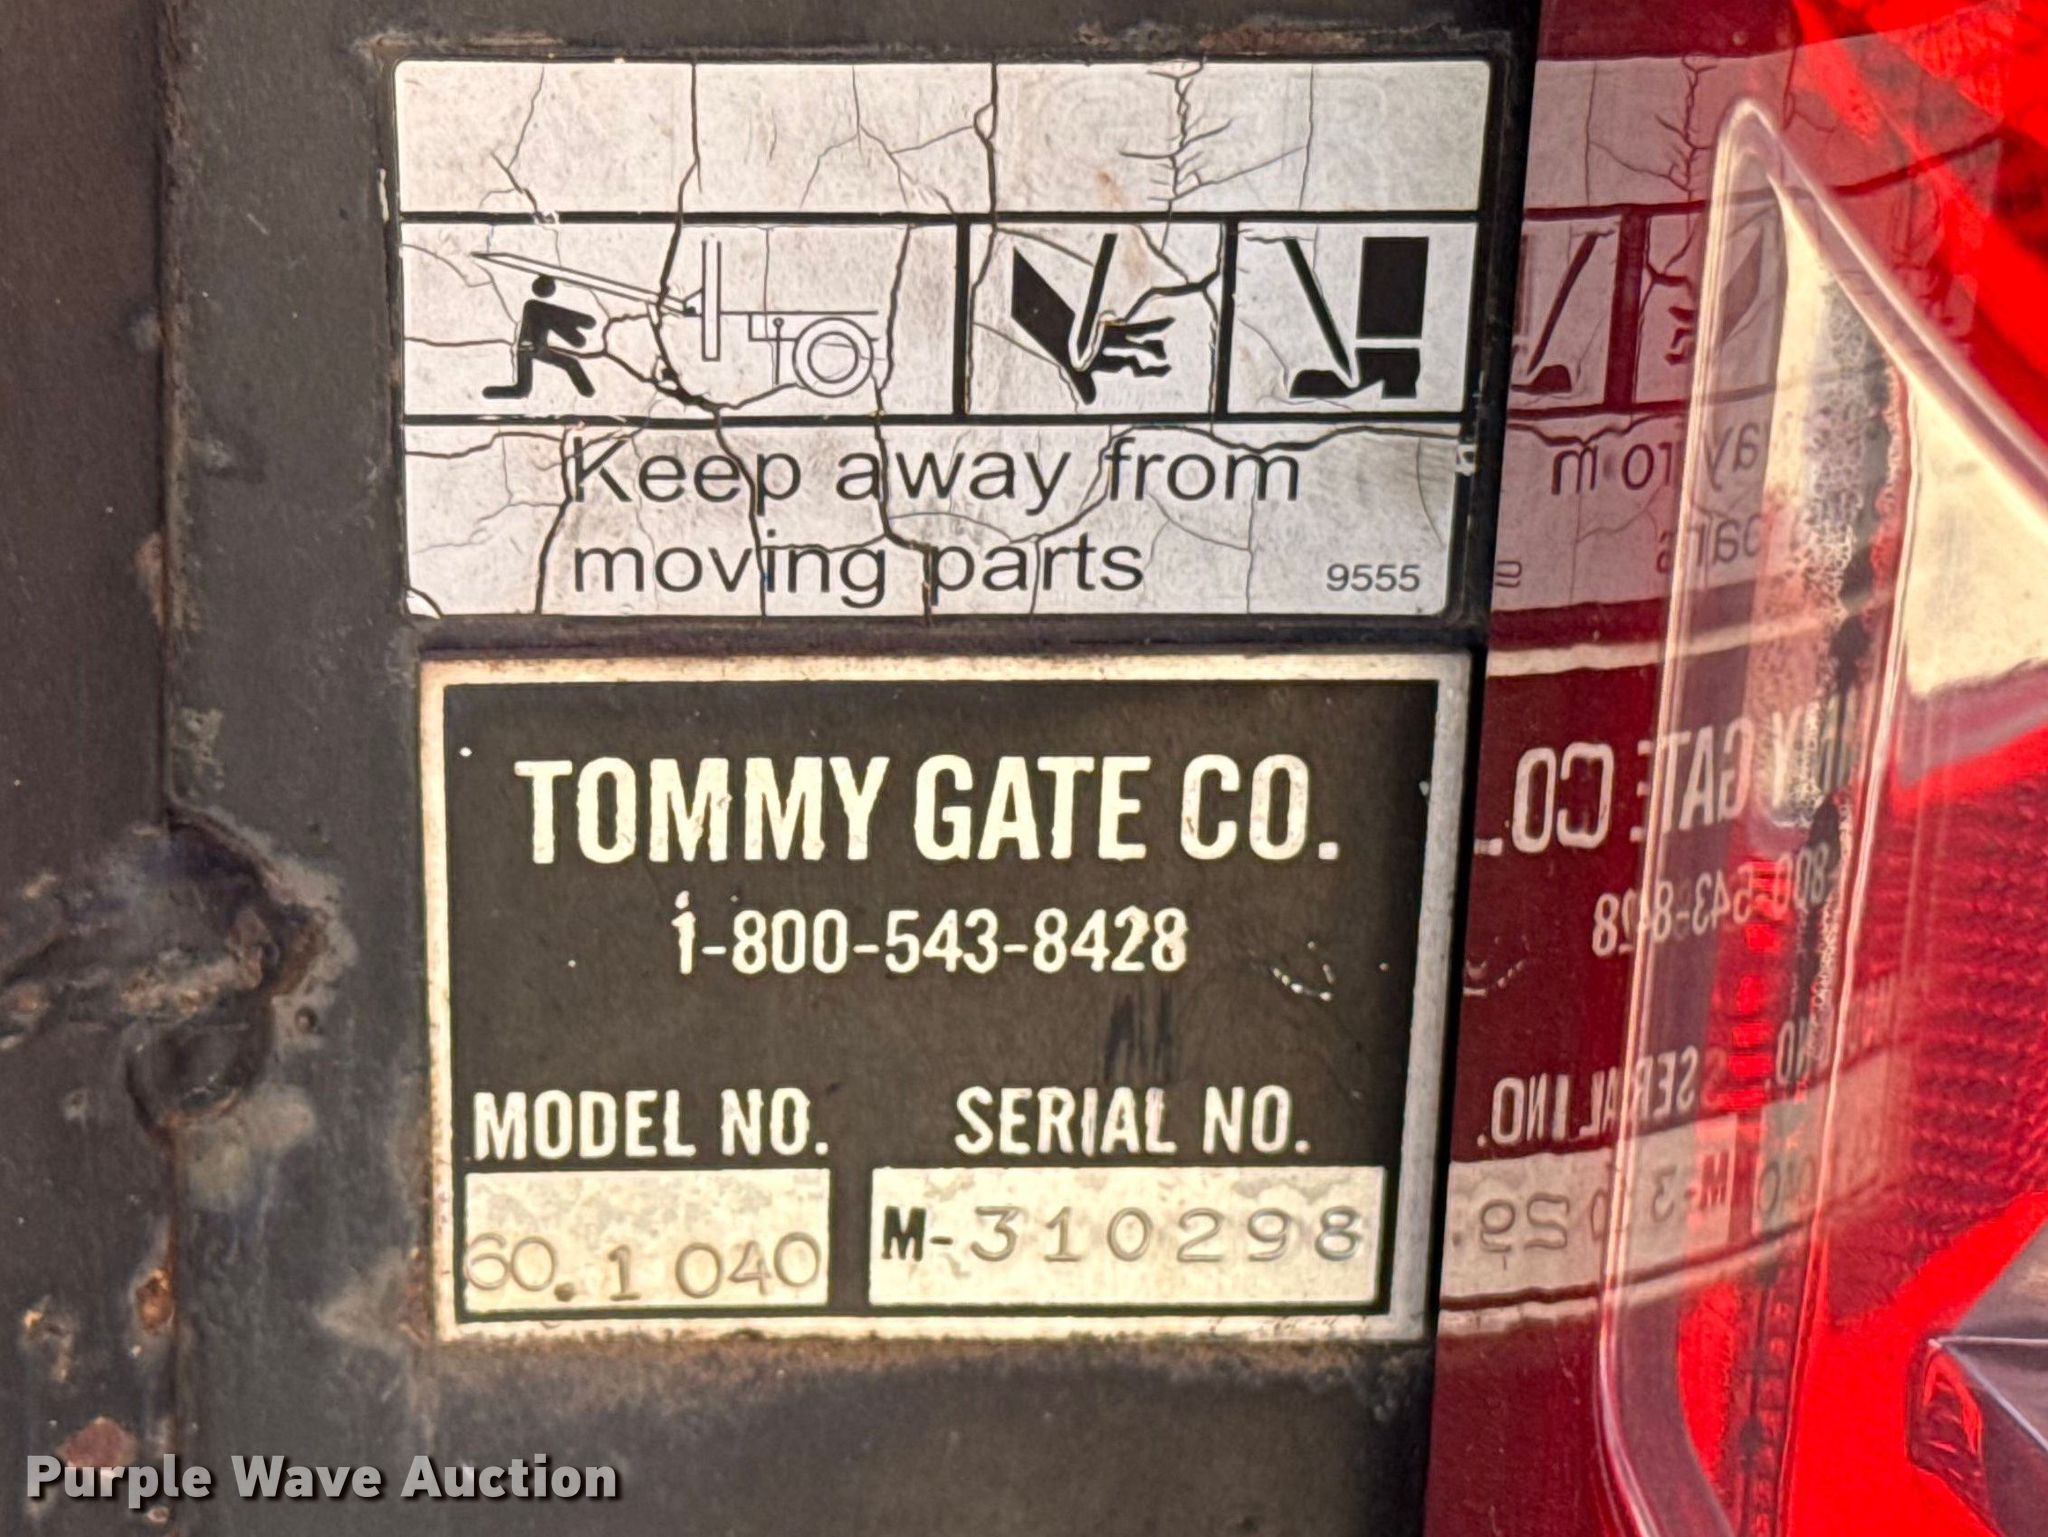 Keep away from
moving parts 9555
TOMMY GATE CO.
1-800-543-8428
MODEL NO. SERIAL NO.
60.1040 M-310298
Purple Wave Auction